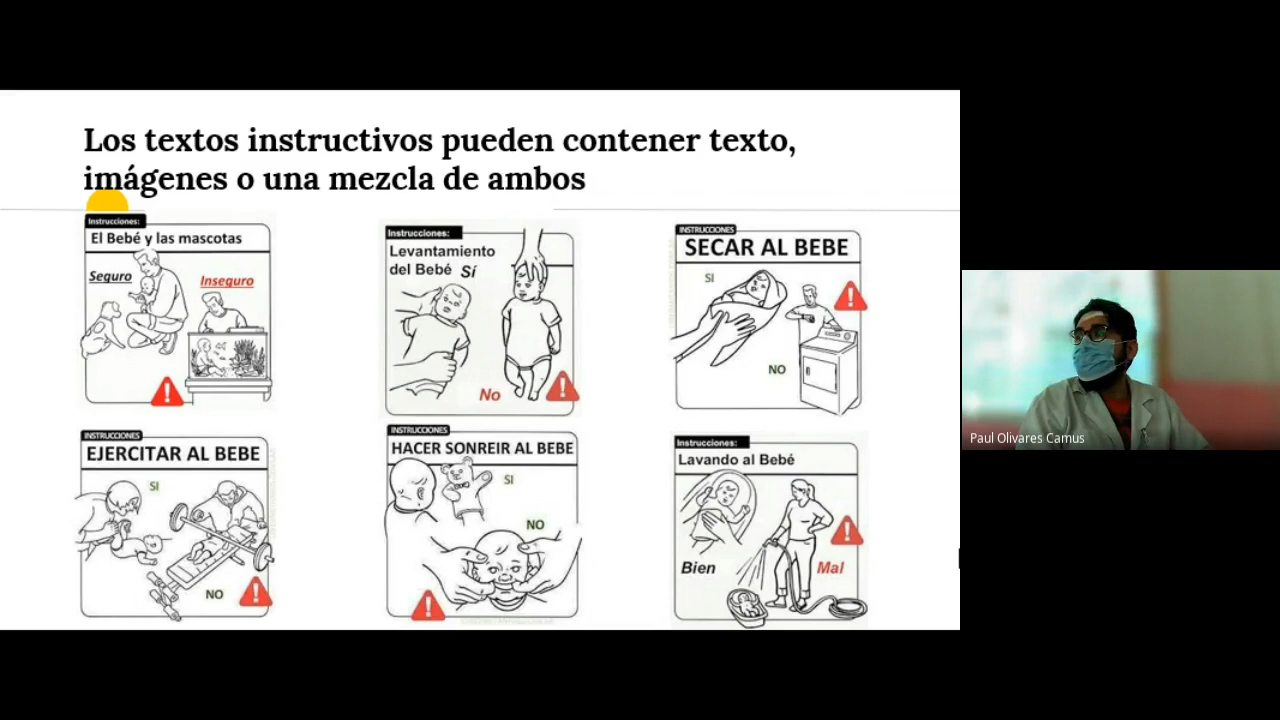 Los textos instructivos pueden contener texto,
imágenes o una mezcla de ambos
Instrucciones:
El Bebé y las mascotas
Seguro
Inseguro
Instrucciones:
Levantamiento
del Bebé Sí
No
INSTRUCCIONES
SECAR AL BEBE
SI
NO
INSTRUCCIONES
EJERCITAR AL BEBE
SI
NO
INSTRUCCIONES
HACER SONREIR AL BEBE
SI
NO
Instrucciones:
Lavando al Bebé
Bien
Mal
Paul Olivares Camus